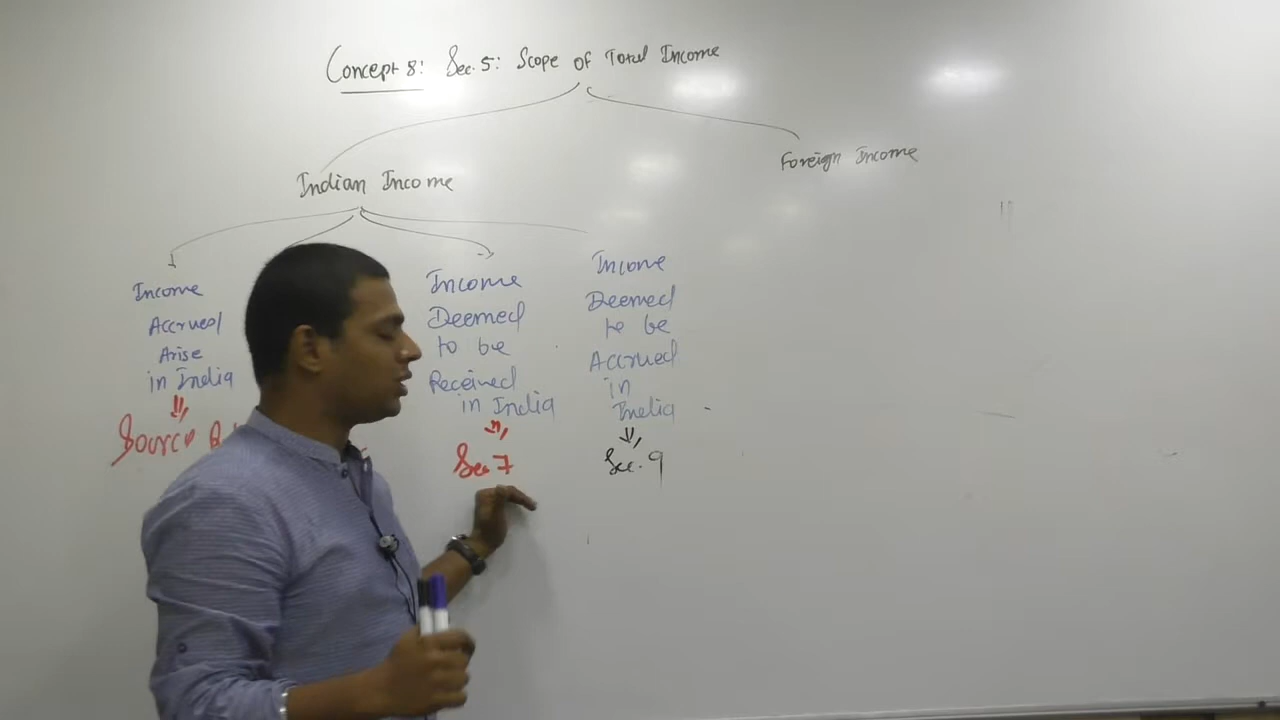 Concept 8: Sec. 5: Scope of Total Income
Indian Income
Foreign Income
Income
Accrued
Arise
in India
Source
Income
Deemed
to be
Received
in India
Sec 7
Income
Deemed
to be
Accrued
in
India
Sec. 9